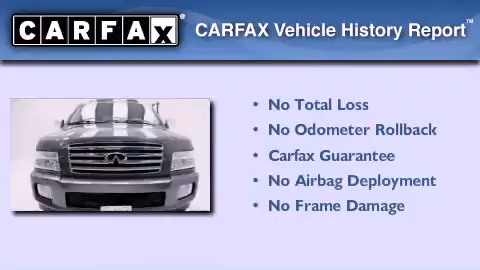 CARFAX® CARFAX Vehicle History Report™
• No Total Loss
• No Odometer Rollback
• Carfax Guarantee
• No Airbag Deployment
• No Frame Damage